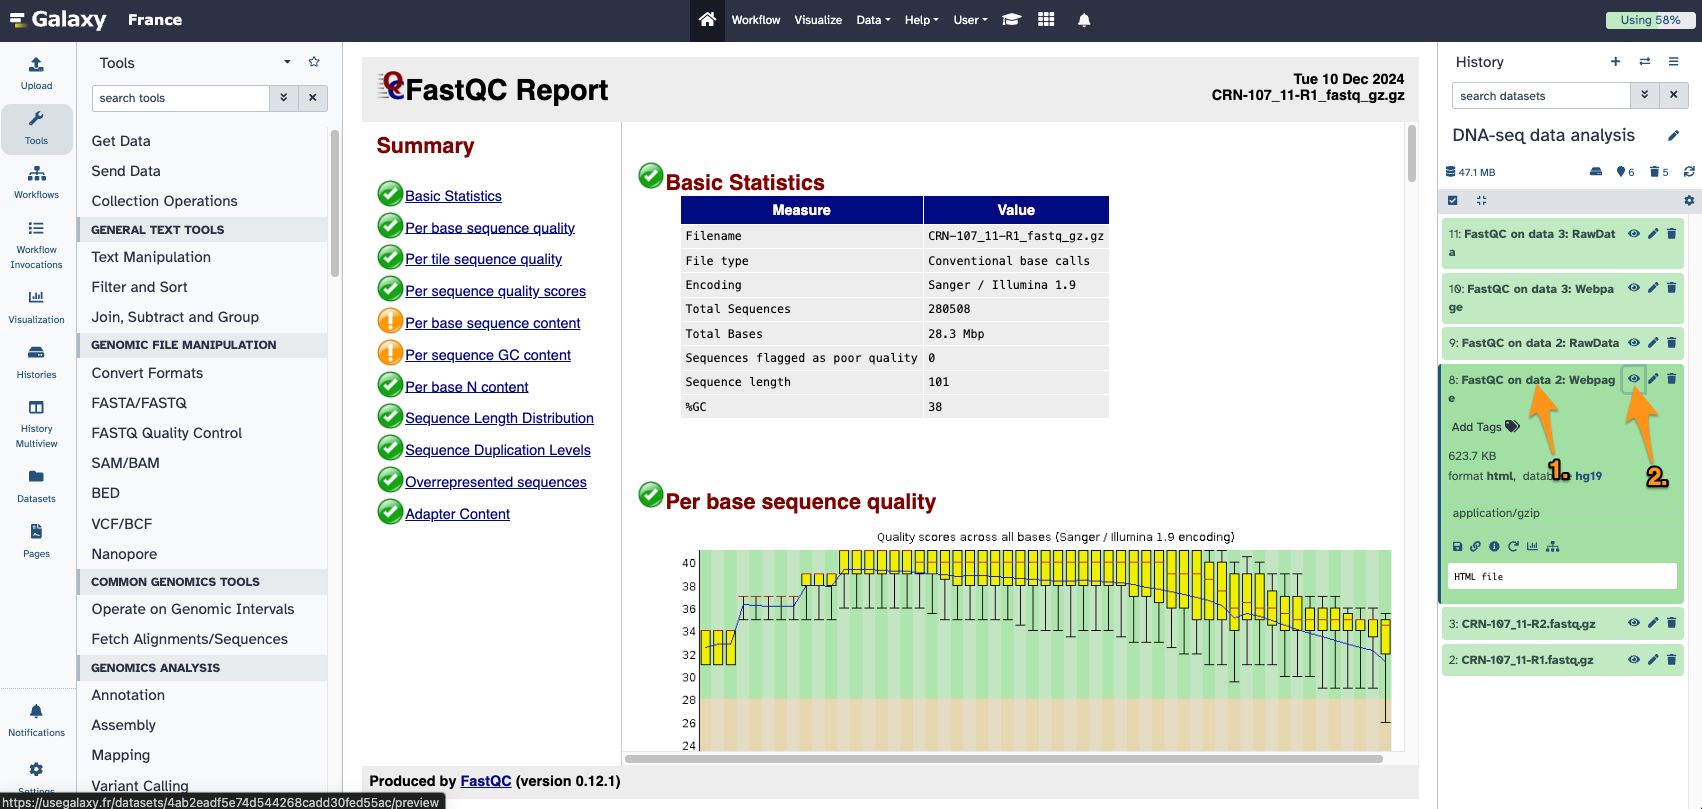 Galaxy France
Workflow Visualize Data Help User
Using 58%
Upload
Tools
Workflows
Workflow
Invocations
Visualization
Histories
History
Multiview
Datasets
Pages
Notifications
Settings
Tools
search tools
Get Data
Send Data
Collection Operations
GENERAL TEXT TOOLS
Text Manipulation
Filter and Sort
Join, Subtract and Group
GENOMIC FILE MANIPULATION
Convert Formats
FASTA/FASTQ
FASTQ Quality Control
SAM/BAM
BED
VCF/BCF
Nanopore
COMMON GENOMICS TOOLS
Operate on Genomic Intervals
Fetch Alignments/Sequences
GENOMICS ANALYSIS
Annotation
Assembly
Mapping
Variant Calling
https://usegalaxy.fr/datasets/4ab2eadf5e74d544268cadd30fed55ac/preview
FastQC Report
Tue 10 Dec 2024
CRN-107_11-R1_fastq_gz.gz
Summary
Basic Statistics
Per base sequence quality
Per tile sequence quality
Per sequence quality scores
Per base sequence content
Per sequence GC content
Per base N content
Sequence Length Distribution
Sequence Duplication Levels
Overrepresented sequences
Adapter Content
Basic Statistics
Measure Value
Filename CRN-107_11-R1_fastq_gz.gz
File type Conventional base calls
Encoding Sanger / Illumina 1.9
Total Sequences 280508
Total Bases 28.3 Mbp
Sequences flagged as poor quality 0
Sequence length 101
%GC 38
Per base sequence quality
Quality scores across all bases (Sanger / Illumina 1.9 encoding)
40
38
36
34
32
30
28
26
24
Produced by FastQC (version 0.12.1)
History
search datasets
DNA-seq data analysis
47.1 MB 6 5
11: FastQC on data 3: RawDat
a
10: FastQC on data 3: Webpa
ge
9: FastQC on data 2: RawData
8: FastQC on data 2: Webpag
e
Add Tags
623.7 KB
1.
2.
format html, hg19
application/gzip
HTML file
3: CRN-107_11-R2.fastq.gz
2: CRN-107_11-R1.fastq.gz